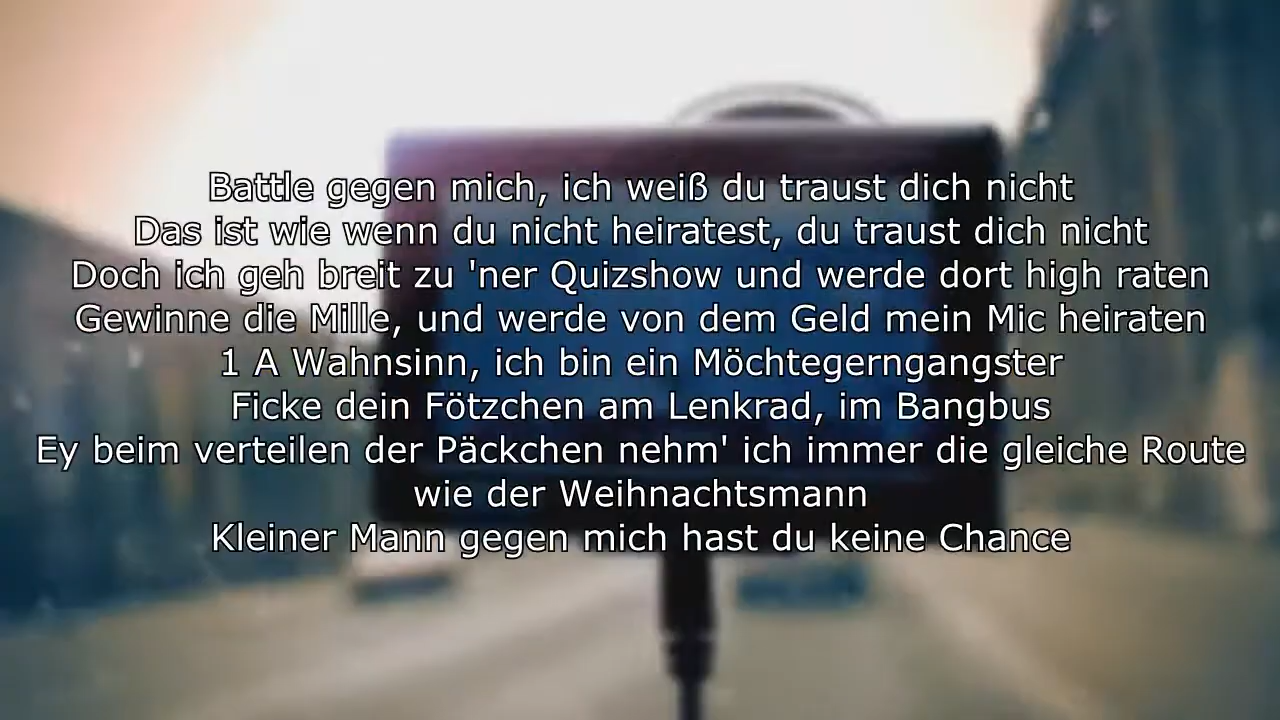 Battle gegen mich, ich weiß du traust dich nicht
Das ist wie wenn du nicht heiratest, du traust dich nicht
Doch ich geh breit zu 'ner Quizshow und werde dort high raten
Gewinne die Mille, und werde von dem Geld mein Mic heiraten
1 A Wahnsinn, ich bin ein Möchtegerngangster
Ficke dein Fötzchen am Lenkrad, im Bangbus
Ey beim verteilen der Päckchen nehm' ich immer die gleiche Route
wie der Weihnachtsmann
Kleiner Mann gegen mich hast du keine Chance